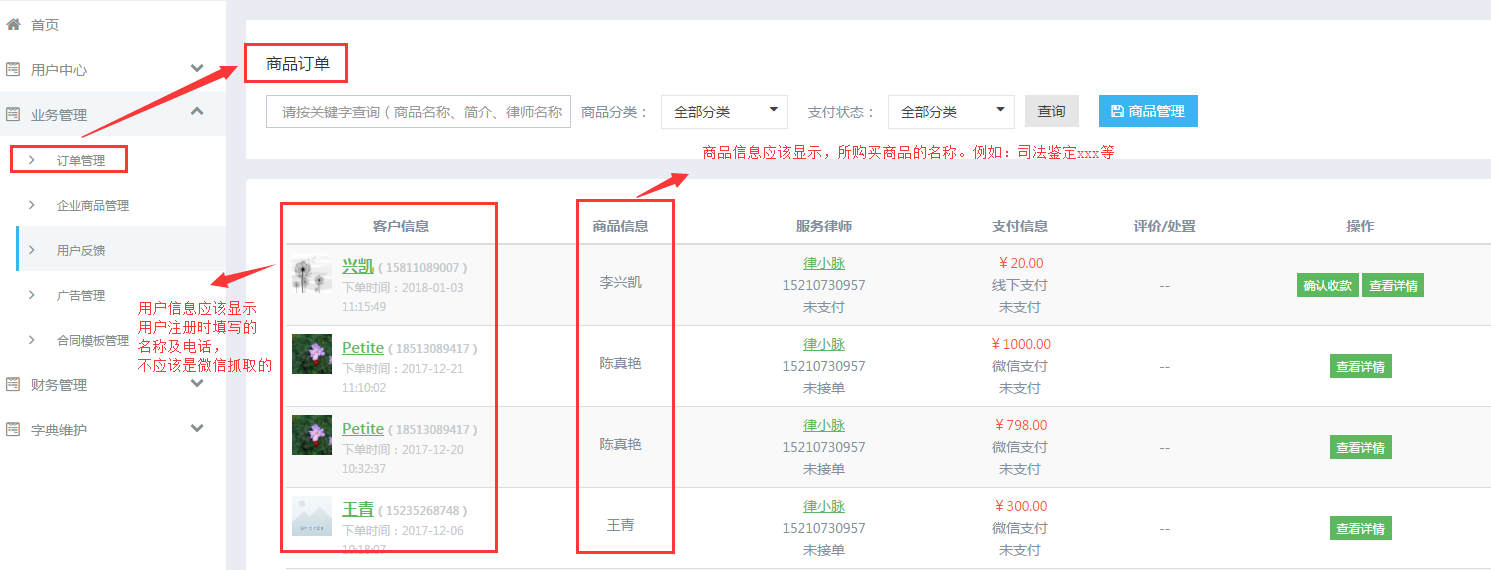 首页
用户中心
业务管理
订单管理
企业商品管理
用户反馈
广告管理
合同模板管理
财务管理
字典维护
商品订单
请按关键字查询（商品名称、简介、律师名称
商品分类：
全部分类
支付状态：
全部分类
查询
商品管理
商品信息应该显示，所购买商品的名称。例如：司法鉴定xxx等
用户信息应该显示
用户注册时填写的
名称及电话，
不应该是微信抓取的
客户信息 商品信息 服务律师 支付信息 评价/处置 操作
兴凯 ( 15811089007 )
下单时间：2018-01-03
11:15:49
李兴凯
律小脉
15210730957
未支付
￥20.00
线下支付
未支付
--
确认收款 查看详情
Petite ( 18513089417 )
下单时间：2017-12-21
11:10:02
陈真艳
律小脉
15210730957
未接单
￥1000.00
微信支付
未支付
--
查看详情
Petite ( 18513089417 )
下单时间：2017-12-20
10:32:37
陈真艳
律小脉
15210730957
未接单
￥798.00
微信支付
未支付
--
查看详情
王青 ( 15235268748 )
下单时间：2017-12-06
10:18:07
王青
律小脉
15210730957
未接单
￥300.00
微信支付
未支付
--
查看详情